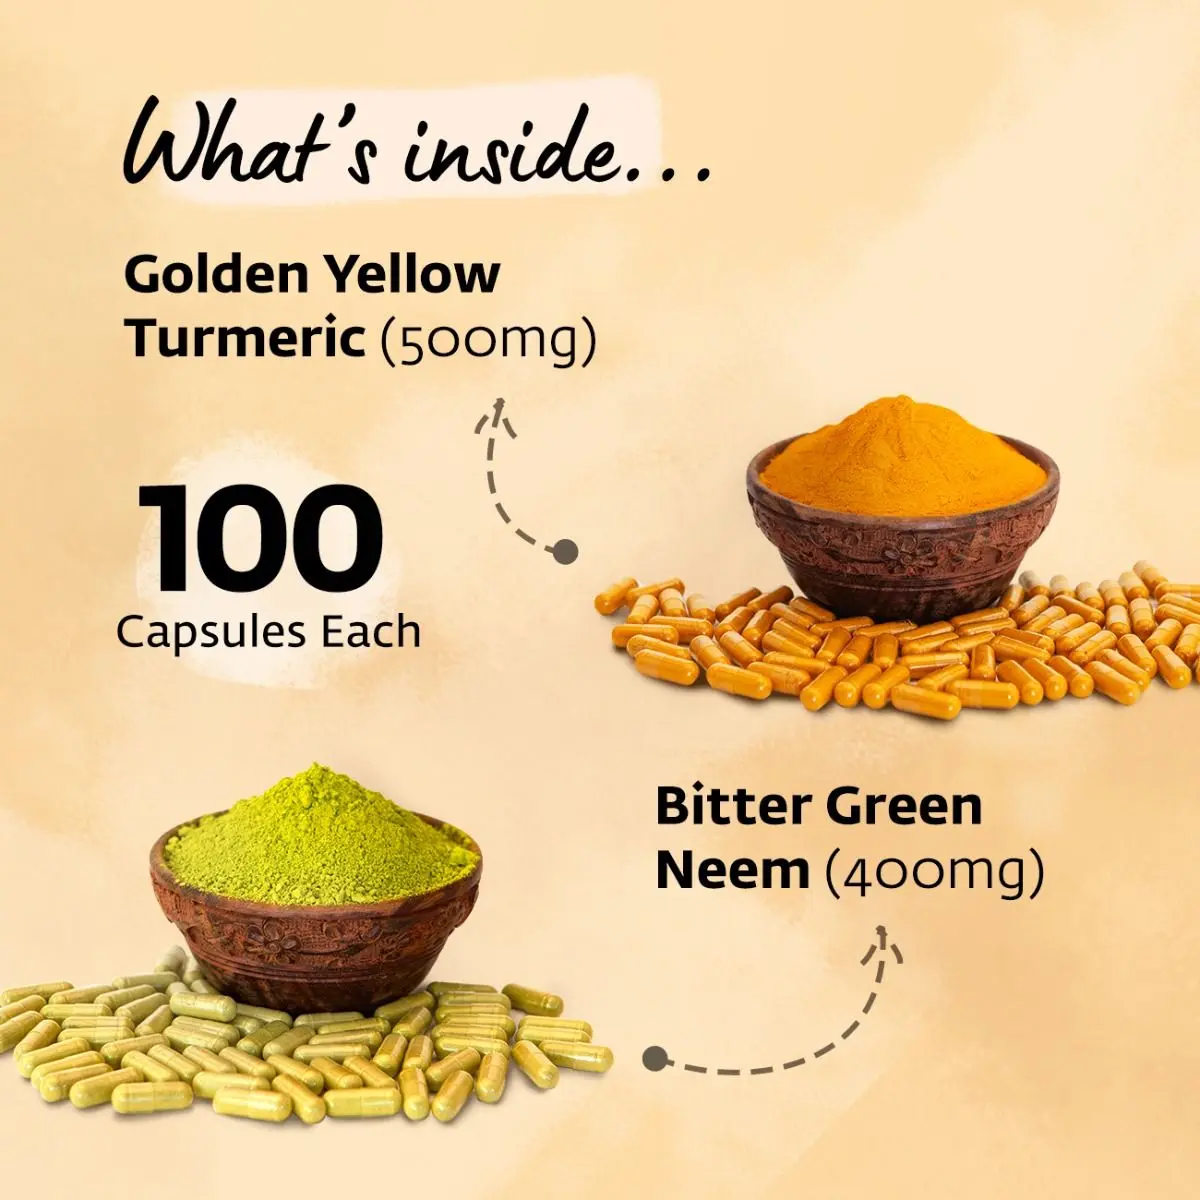 What's inside...
Golden Yellow
Turmeric (500mg)
100
Capsules Each
Bitter Green
Neem (400mg)